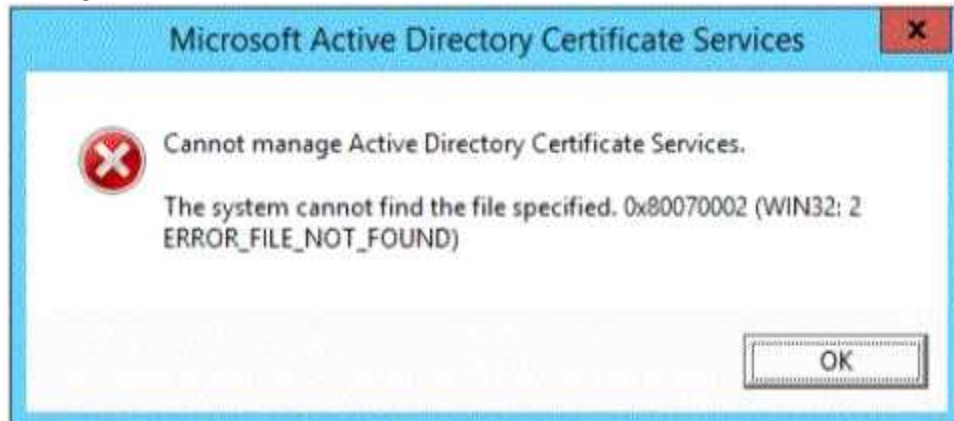 Microsoft Active Directory Certificate Services
Cannot manage Active Directory Certificate Services.
The system cannot find the file specified. 0x80070002 (WIN32: 2
ERROR_FILE_NOT_FOUND)
OK